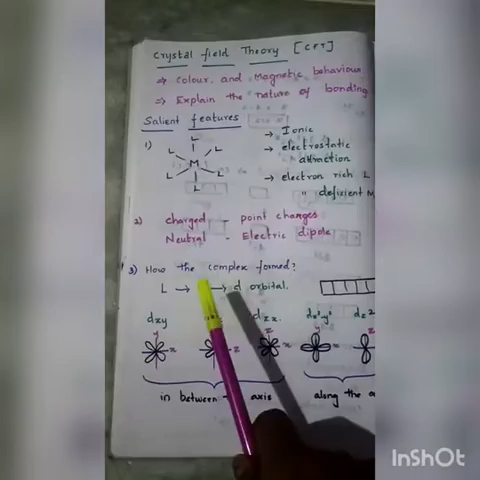 Crystal field Theory [CFT]
⇒ Colour, and Magnetic behaviour
⇒ Explain the nature of bonding
Salient features
1)
L
L L
M
L L
L
→ Ionic
→ electrostatic
attraction
→ electron rich L
" deficient M
2) Charged - point charges
Neutral - Electric dipole
3) How the complex formed?
L → → d orbital.
dxy dzx. dx²-y² dz²
y z y z
x z x x
in between axis along the
InShOt